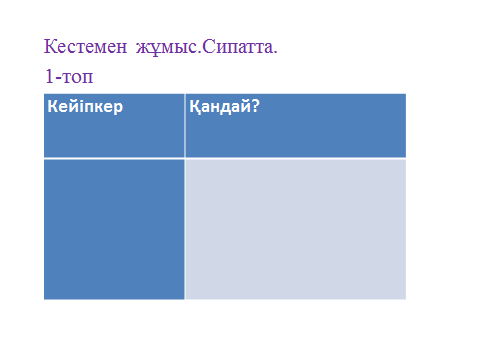 Кестемен жұмыс.Сипатта.
1-топ
Кейіпкер Қандай?